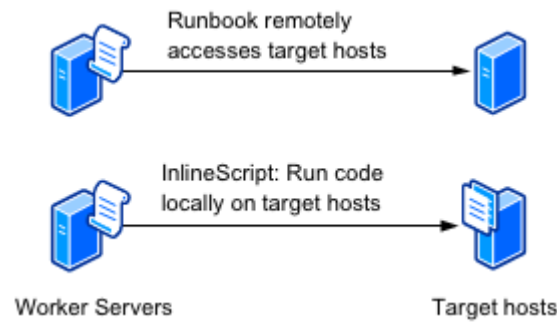 Runbook remotely
accesses target hosts
InlineScript: Run code
locally on target hosts
Worker Servers
Target hosts